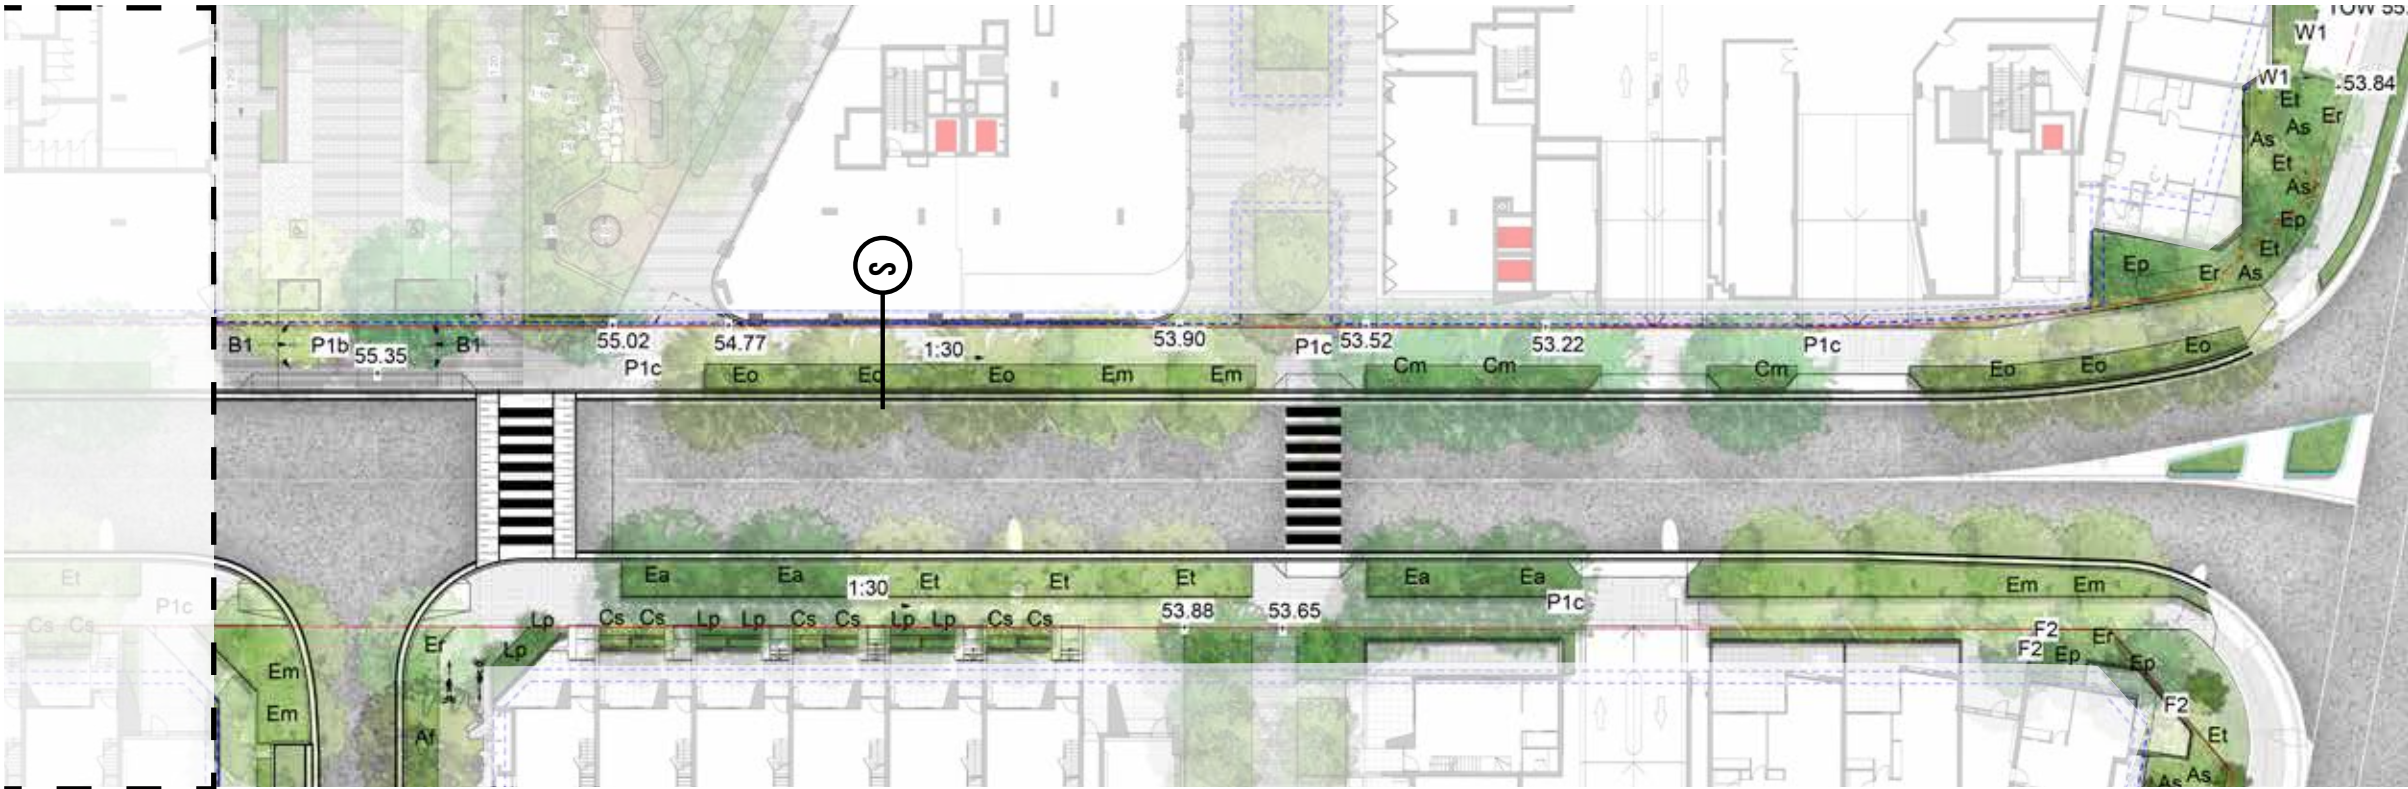 TOW 55.
W1
W1
53.84
Et
Er
As
As
Et
As
Ep
Et
Ep
Er
As
S
B1
P1b
55.35
B1
55.02
P1c
54.77
1:30
53.90
P1c
53.52
53.22
P1c
Eo
Eo
Eo
Em
Em
Cm
Cm
Cm
Eo
Eo
Eo
Et
P1c
Cs
Cs
Ea
Ea
1:30
Et
Et
Et
Ea
Ea
P1c
Em
Em
53.88
53.65
Lp
Cs
Cs
Lp
Lp
Cs
Cs
Lp
Lp
Cs
Cs
Er
Lp
F2
F2
Er
Ep
Ep
Em
Em
Af
F2
Et
As
As